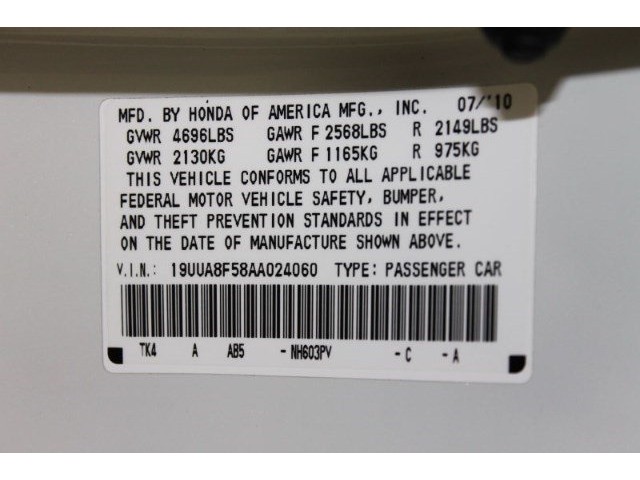 MFD. BY HONDA OF AMERICA MFG., INC. 07/'10
GVWR 4696LBS GAWR F 2568LBS R 2149LBS
GVWR 2130KG GAWR F 1165KG R 975KG
THIS VEHICLE CONFORMS TO ALL APPLICABLE
FEDERAL MOTOR VEHICLE SAFETY, BUMPER,
AND THEFT PREVENTION STANDARDS IN EFFECT
ON THE DATE OF MANUFACTURE SHOWN ABOVE.
V.I.N.: 19UUA8F58AA024060 TYPE: PASSENGER CAR
TK4 A AB5 -NH603PV -C -A